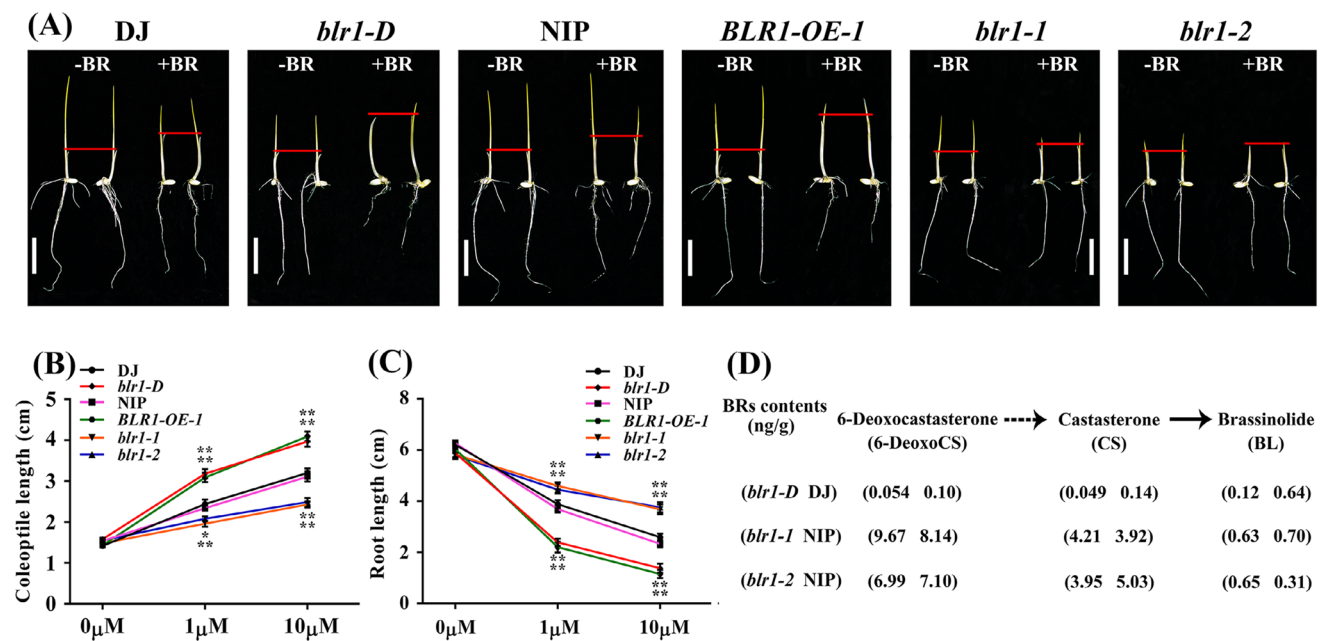 (A)
DJ blr1-D NIP BLR1-OE-1 blr1-1 blr1-2
-BR +BR -BR +BR -BR +BR -BR +BR -BR +BR -BR +BR
(B)
DJ
blr1-D
NIP
BLR1-OE-1
blr1-1
blr1-2
Coleoptile length (cm)
5
4
3
2
1
0
** ** ** ** * ** ** **
0μM 1μM 10μM
(C)
DJ
blr1-D
NIP
BLR1-OE-1
blr1-1
blr1-2
Root length (cm)
8
6
4
2
0
** ** ** ** ** ** ** **
0μM 1μM 10μM
(D)
BRs contents
(ng/g)
6-Deoxocastasterone
(6-DeoxoCS)
Castasterone
(CS)
Brassinolide
(BL)
(blr1-D DJ) (0.054 0.10) (0.049 0.14) (0.12 0.64)
(blr1-1 NIP) (9.67 8.14) (4.21 3.92) (0.63 0.70)
(blr1-2 NIP) (6.99 7.10) (3.95 5.03) (0.65 0.31)